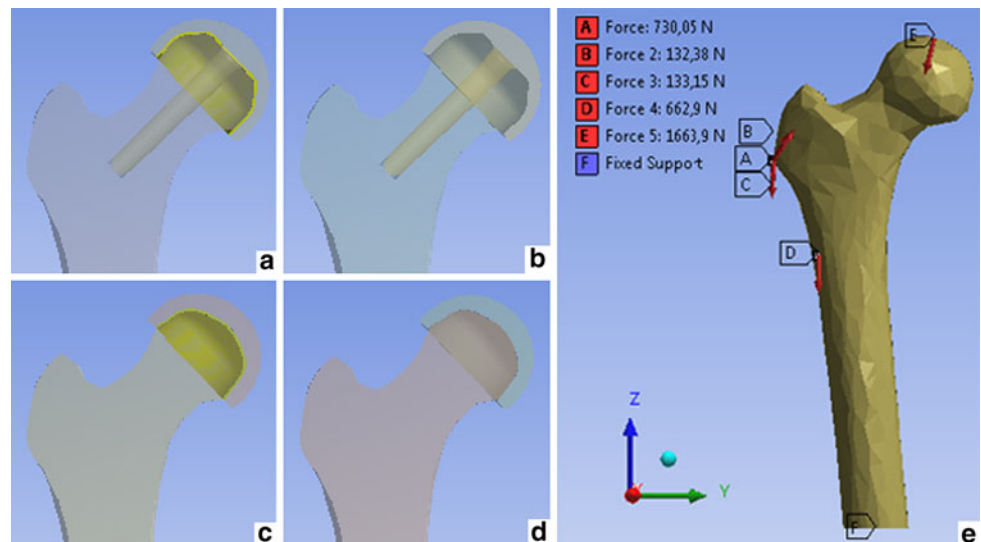 a
b
c
d
e
A Force: 730,05 N
B Force 2: 132,38 N
C Force 3: 133,15 N
D Force 4: 662,9 N
E Force 5: 1663,9 N
F Fixed Support
E
B
A
C
D
Z
Y
F